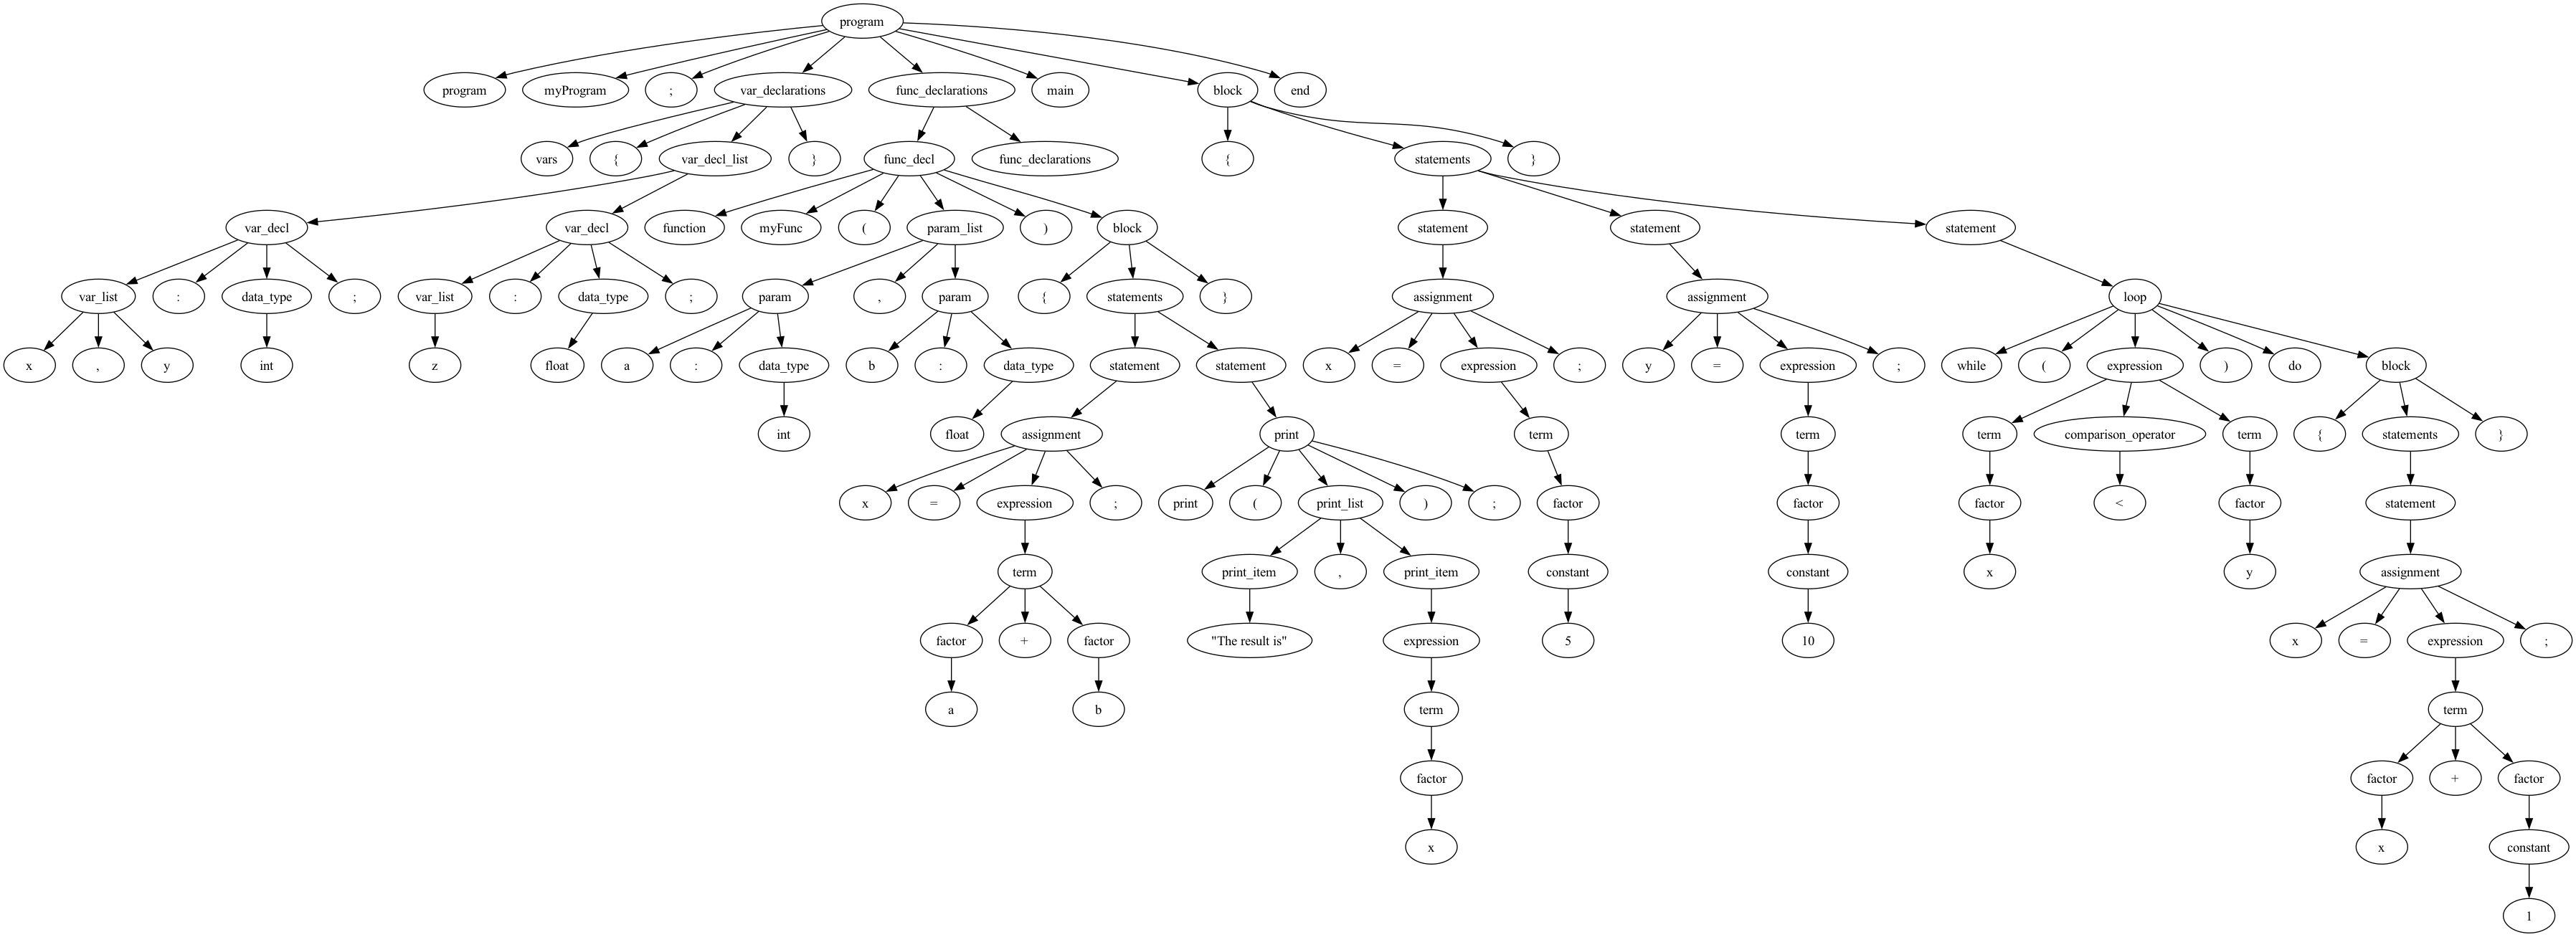 program
program myProgram ; var_declarations func_declarations main block end
vars { var_decl_list } func_decl func_declarations { statements }
var_decl var_decl function myFunc ( param_list ) block statement statement statement
var_list : data_type ; var_list : data_type ; param , param { statements } assignment assignment loop
x , y int z float a : data_type b : data_type statement statement x = expression ; y = expression ; while ( expression ) do block
int float assignment print term term term comparison_operator term { statements }
x = expression ; print ( print_list ) ; factor factor factor < factor statement
term print_item , print_item constant constant x y assignment
factor + factor "The result is" expression 5 10 x = expression ;
a b term term
factor factor + factor
x x constant
1